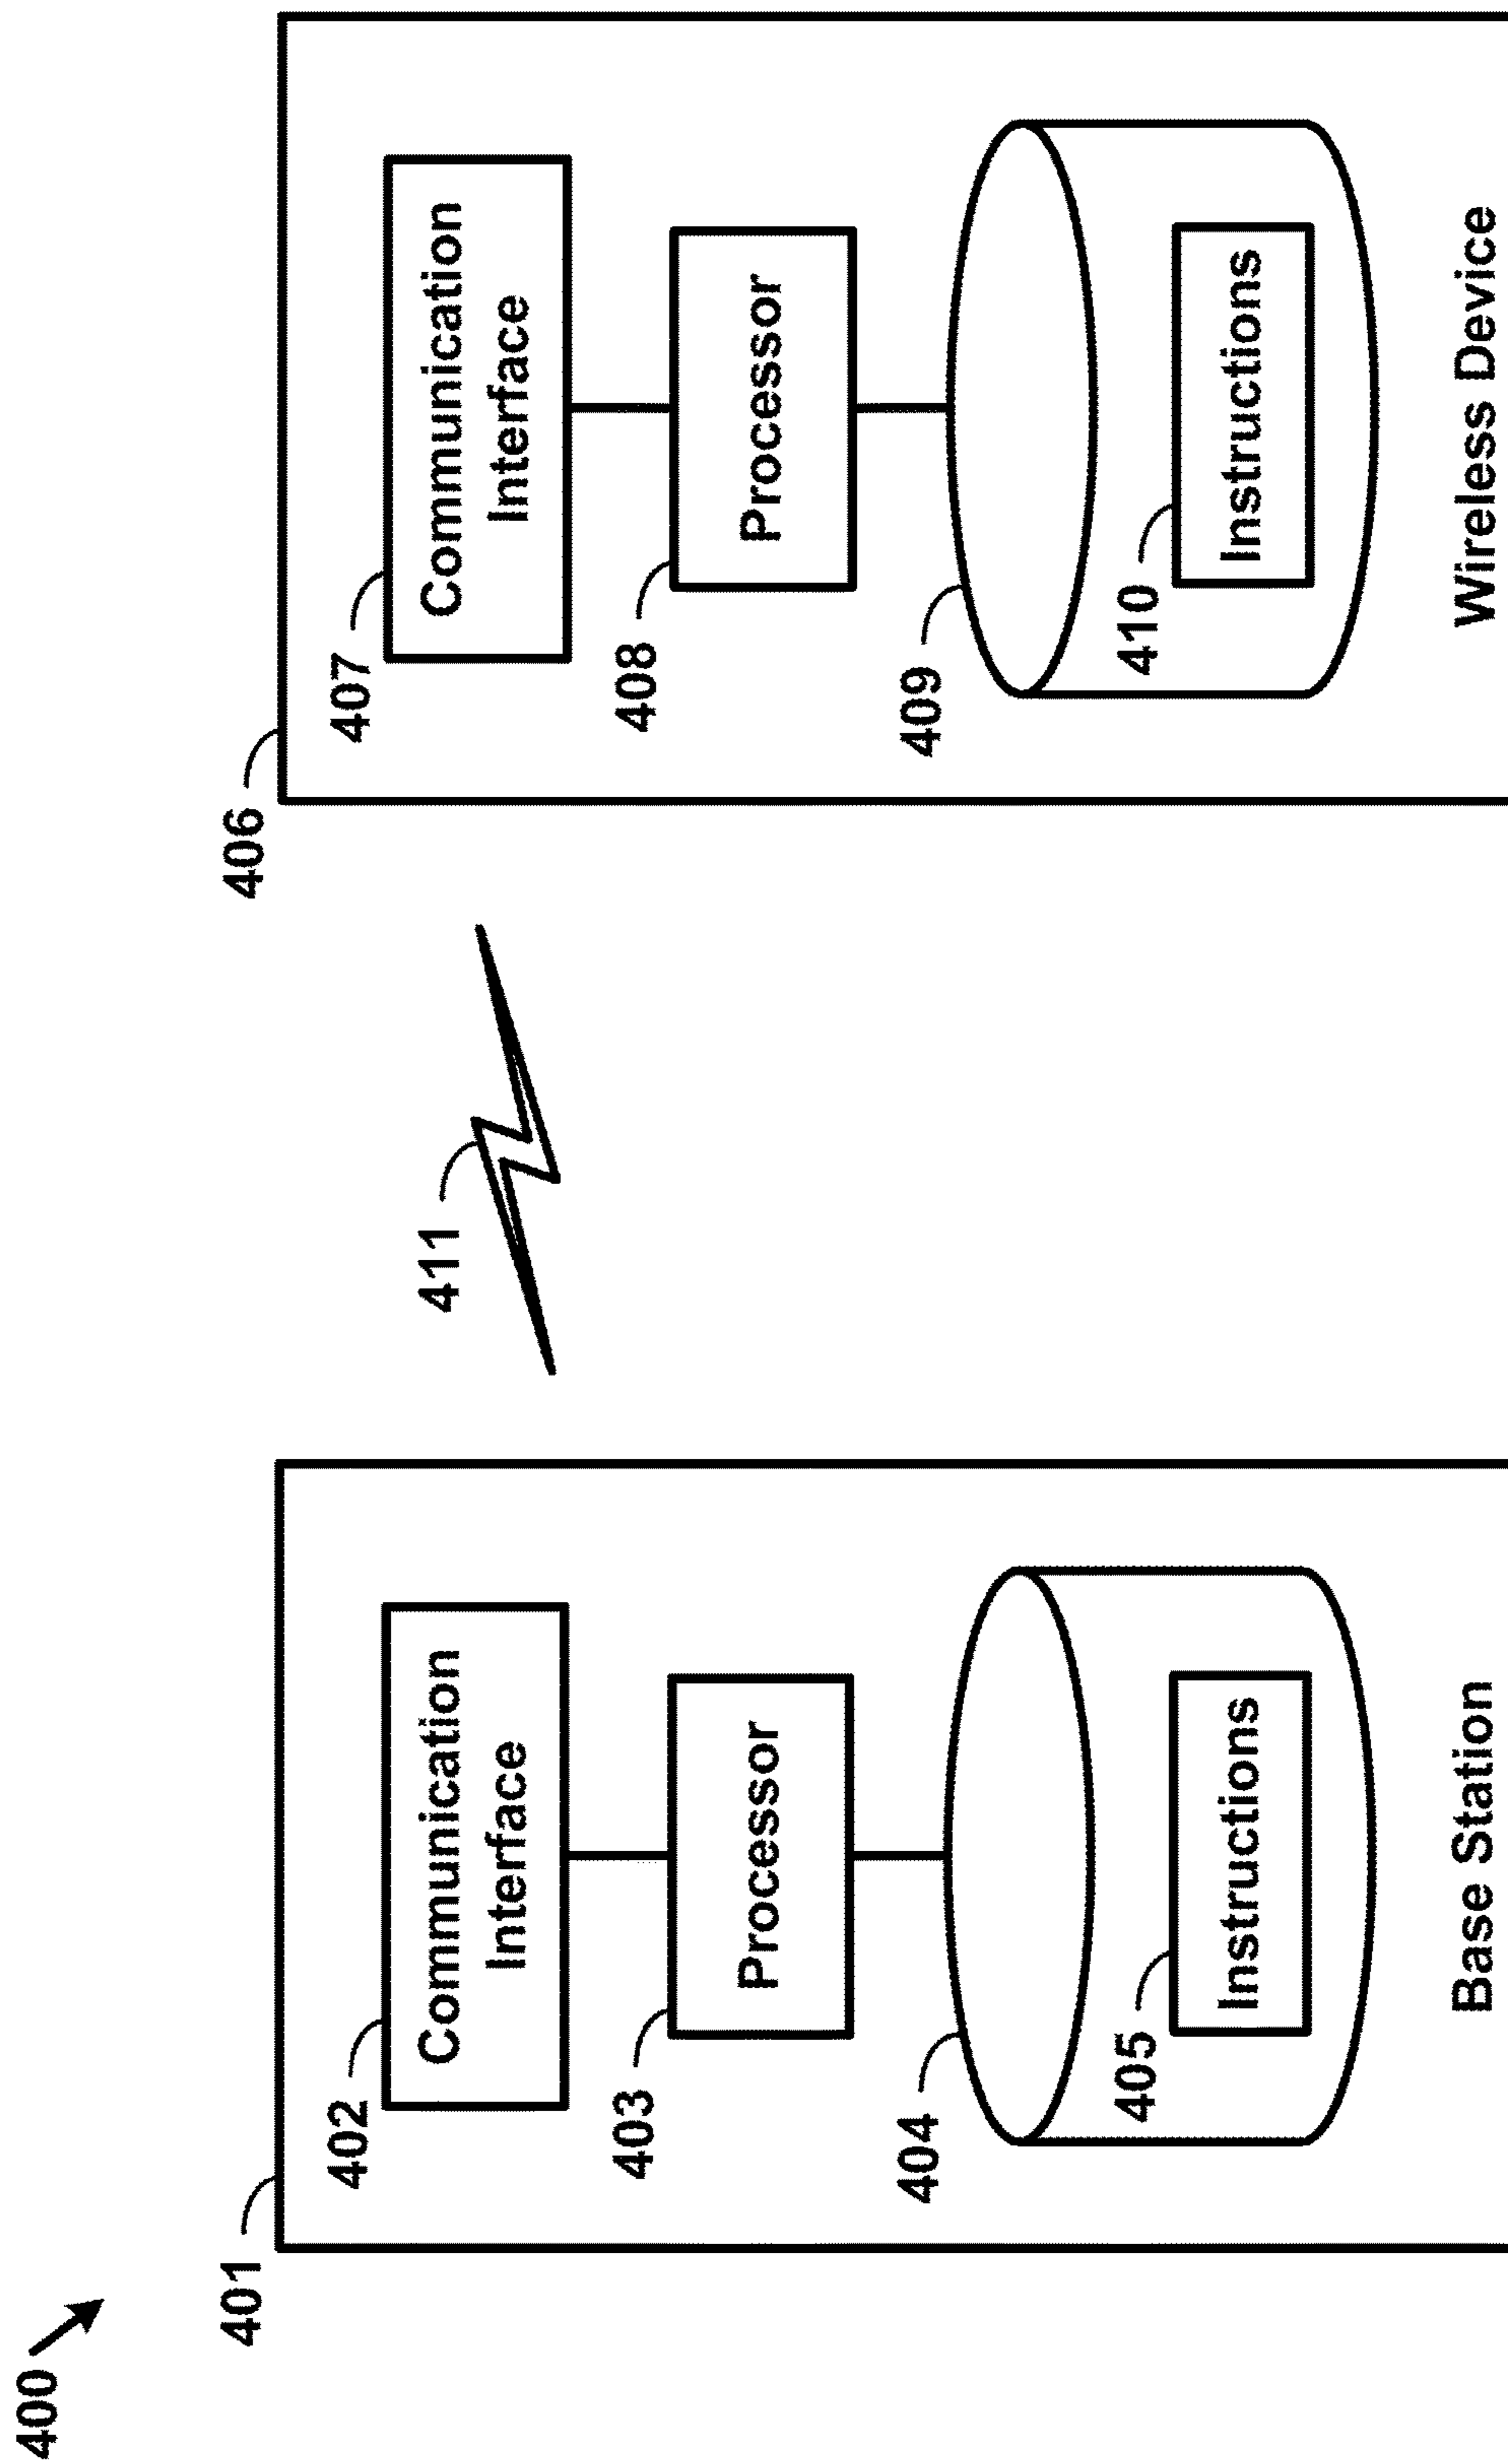 400
401
402
Communication
Interface
403
Processor
404
405
Instructions
Base Station
411
406
407
Communication
Interface
408
Processor
409
410
Instructions
Wireless Device